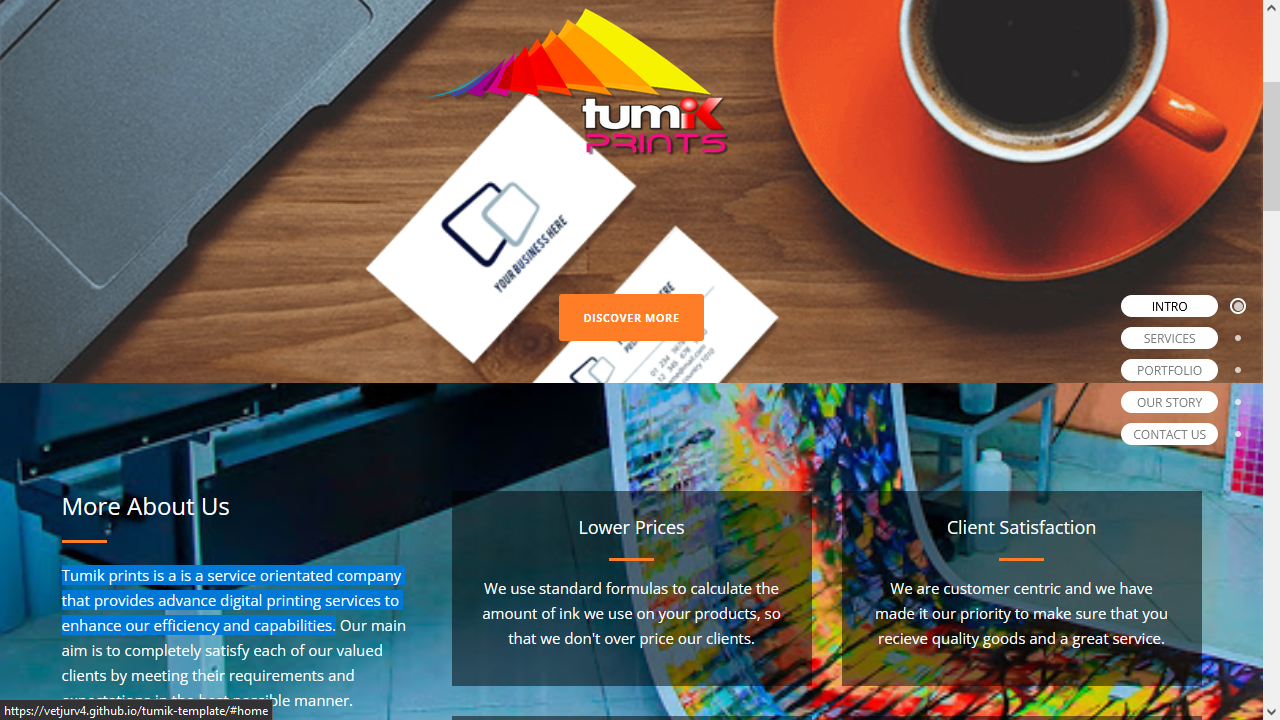 tumik
PRINTS
YOUR BUSINESS HERE
DISCOVER MORE
INTRO
SERVICES
PORTFOLIO
OUR STORY
CONTACT US
More About Us
Tumik prints is a is a service orientated company
that provides advance digital printing services to
enhance our efficiency and capabilities. Our main
aim is to completely satisfy each of our valued
clients by meeting their requirements and
expectations in the best possible manner.
Lower Prices
We use standard formulas to calculate the
amount of ink we use on your products, so
that we don't over price our clients.
Client Satisfaction
We are customer centric and we have
made it our priority to make sure that you
recieve quality goods and a great service.
https://vetjurv4.github.io/tumik-template/#home